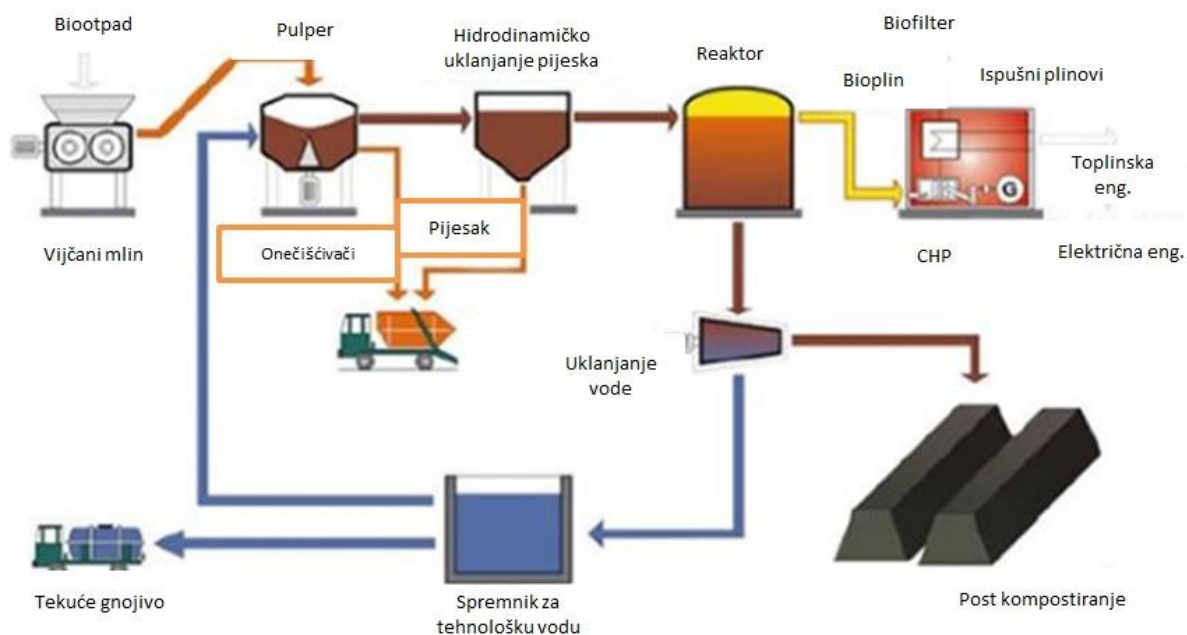 Biootpad
Pulper
Hidrodinamičko
uklanjanje pijeska
Reaktor
Biofilter
Bioplin
Ispušni plinovi
Toplinska
eng.
G
Vijčani mlin
Onečišćivači
Pijesak
CHP
Električna eng.
Uklanjanje
vode
Tekuće gnojivo
Spremnik za
tehnološku vodu
Post kompostiranje